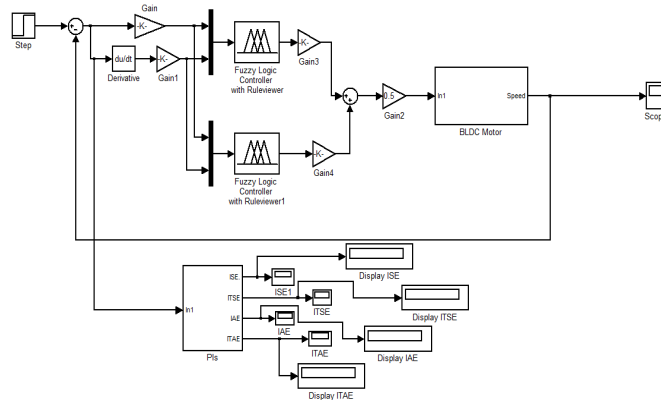 Gain
-K-
Step
du/dt
Derivative
-K-
Gain1
Fuzzy Logic
Controller
with Ruleviewer
-K-
Gain3
0.5
Gain2
In1
Speed
BLDC Motor
Scop
Fuzzy Logic
Controller
with Ruleviewer1
-K-
Gain4
In1
ISE
ITSE
IAE
ITAE
PIs
ISE1
Display ISE
ITSE
Display ITSE
IAE
ITAE
Display IAE
Display ITAE